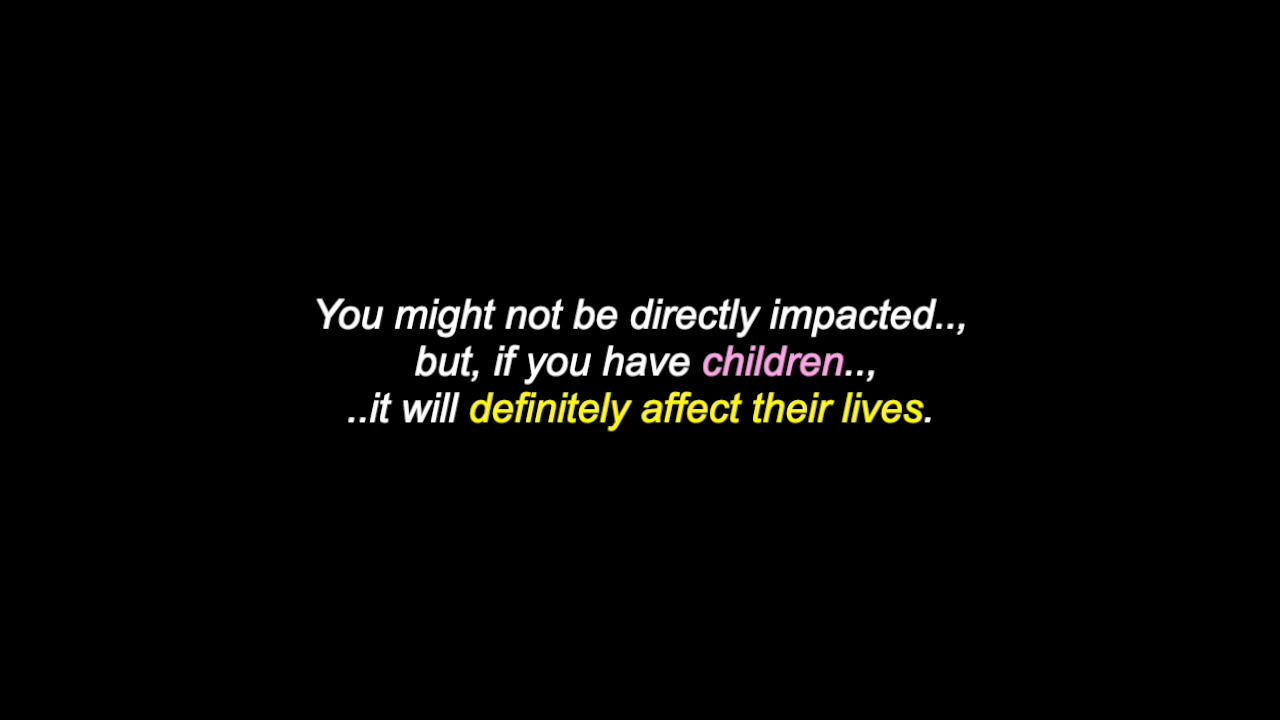 You might not be directly impacted..,
but, if you have children..,
..it will definitely affect their lives.